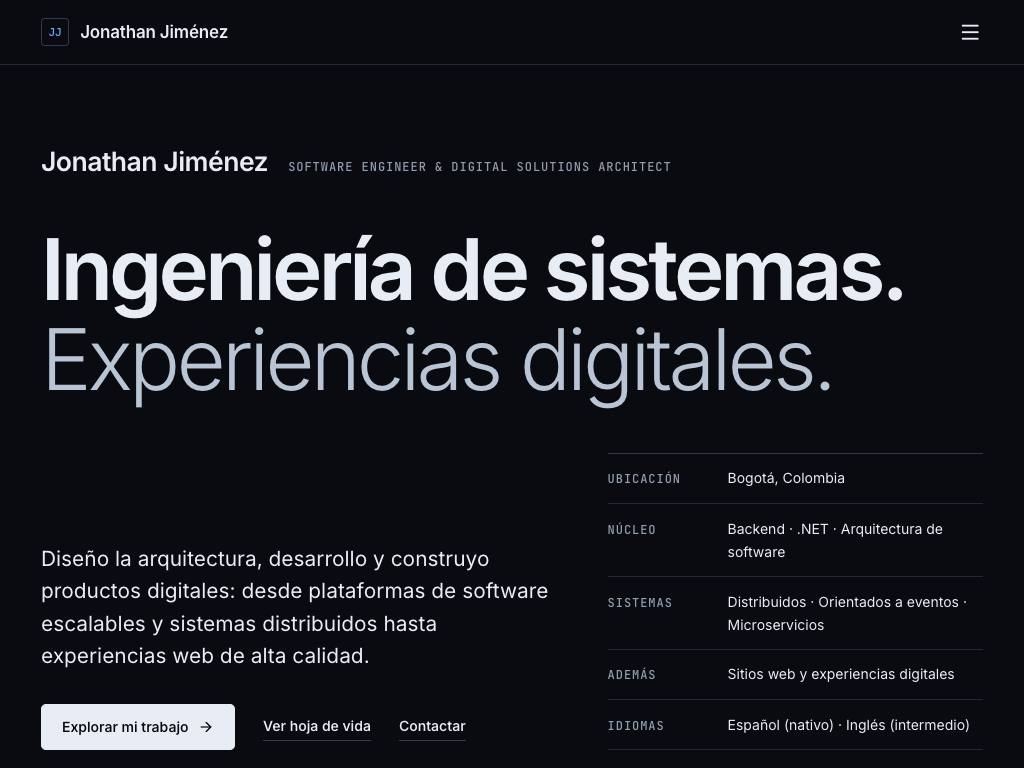 JJ
Jonathan Jiménez
Jonathan Jiménez
SOFTWARE ENGINEER & DIGITAL SOLUTIONS ARCHITECT
Ingeniería de sistemas.
Experiencias digitales.
Diseño la arquitectura, desarrollo y construyo
productos digitales: desde plataformas de software
escalables y sistemas distribuidos hasta
experiencias web de alta calidad.
Explorar mi trabajo →
Ver hoja de vida
Contactar
UBICACIÓN
Bogotá, Colombia
NÚCLEO
Backend · .NET · Arquitectura de
software
SISTEMAS
Distribuidos · Orientados a eventos ·
Microservicios
ADEMÁS
Sitios web y experiencias digitales
IDIOMAS
Español (nativo) · Inglés (intermedio)